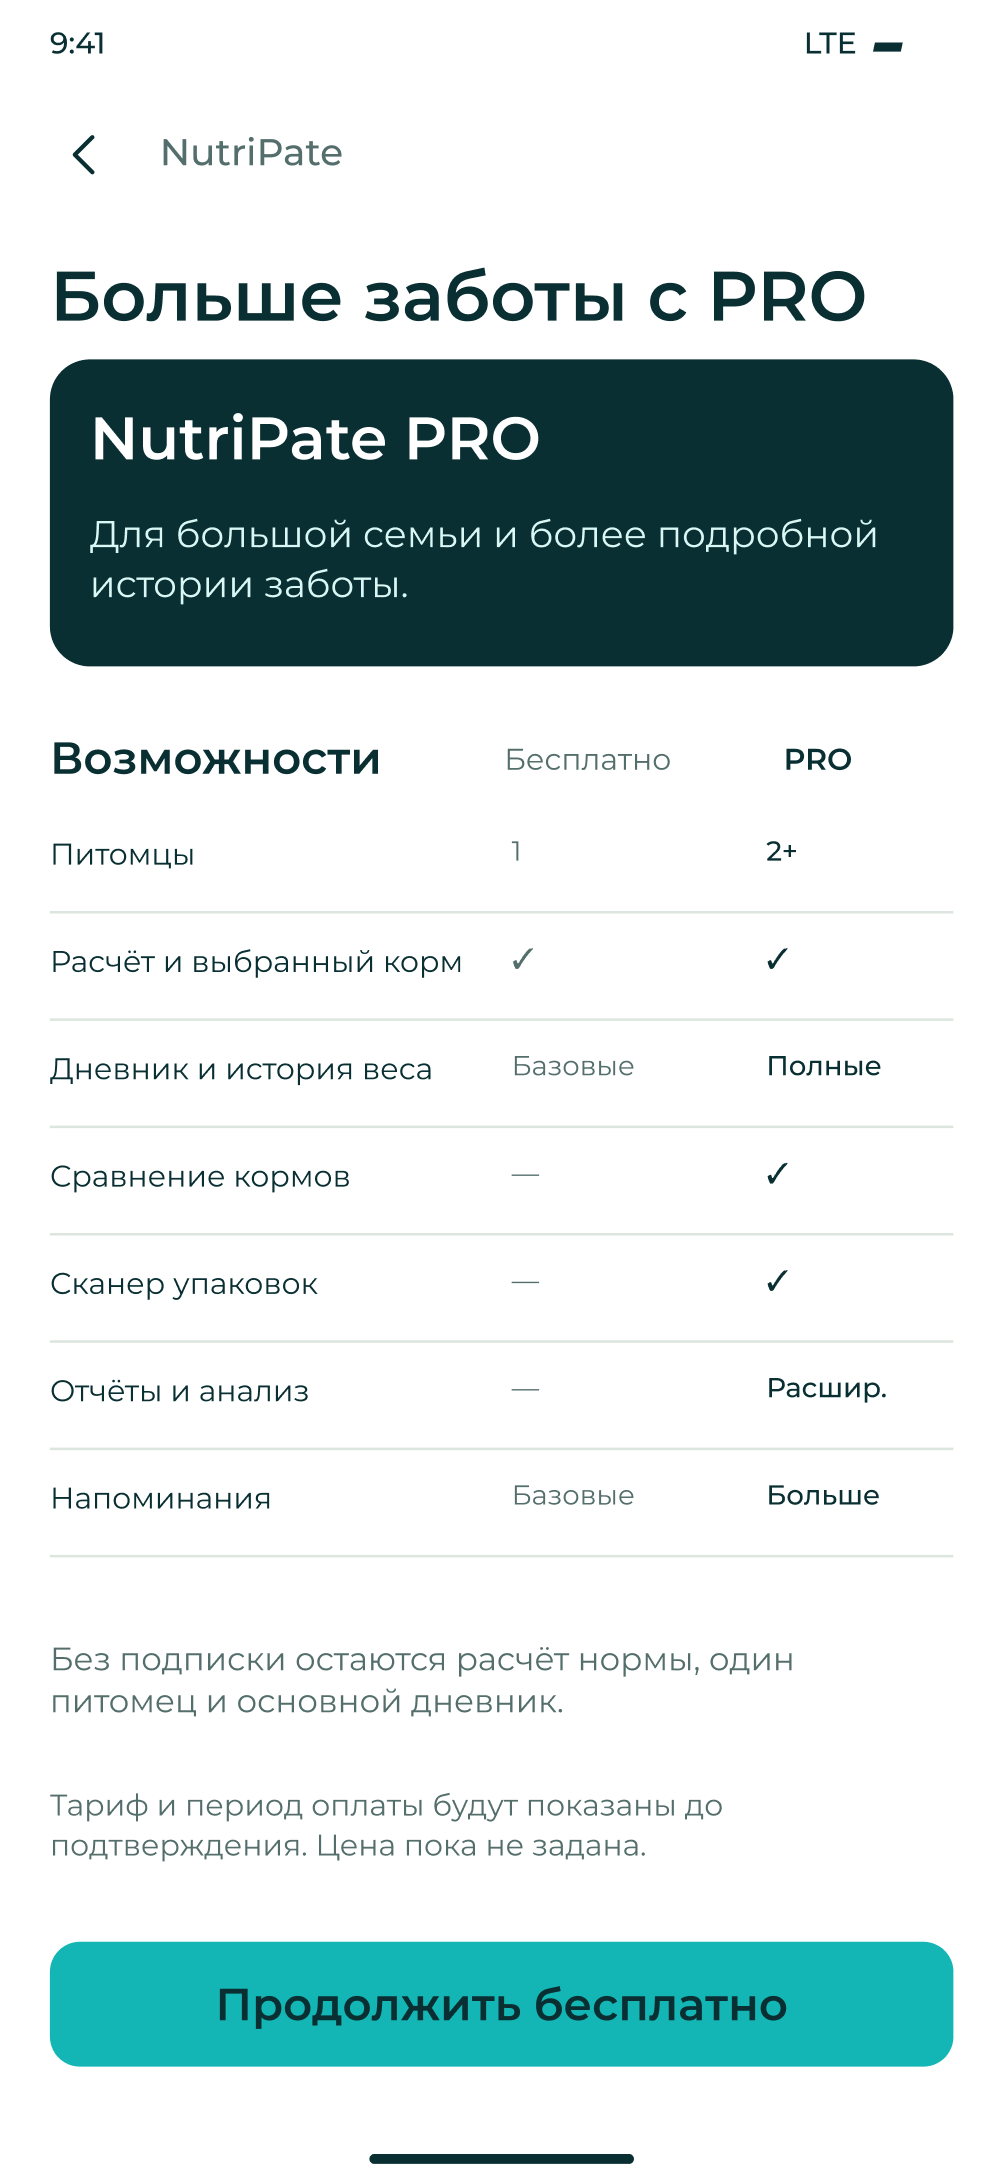 9:41 LTE
NutriPate
Больше заботы с PRO
NutriPate PRO
Для большой семьи и более подробной
истории заботы.
Возможности Бесплатно PRO
Питомцы 1 2+
Расчёт и выбранный корм ✓ ✓
Дневник и история веса Базовые Полные
Сравнение кормов — ✓
Сканер упаковок — ✓
Отчёты и анализ — Расшир.
Напоминания Базовые Больше
Без подписки остаются расчёт нормы, один
питомец и основной дневник.
Тариф и период оплаты будут показаны до
подтверждения. Цена пока не задана.
Продолжить бесплатно